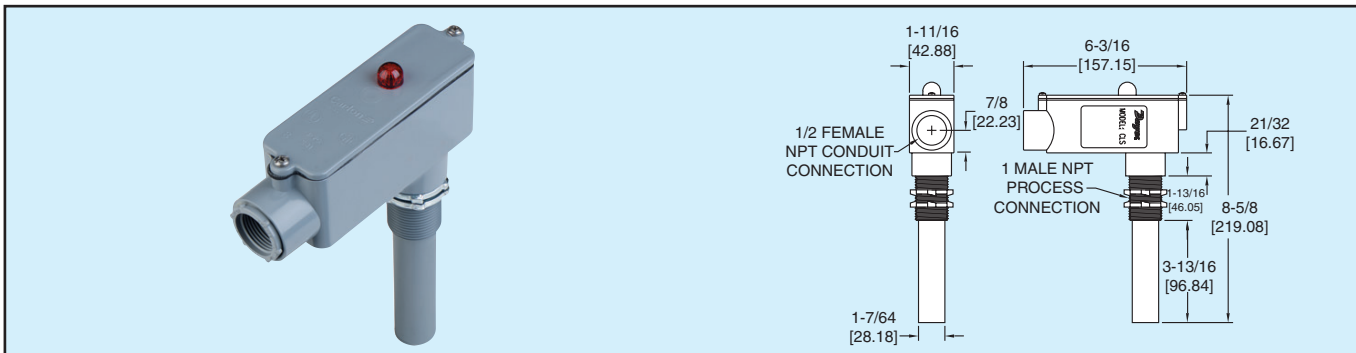 1-11/16
[42.88]
7/8
[22.23]
1/2 FEMALE
NPT CONDUIT
CONNECTION
1-7/64
[28.18]
6-3/16
[157.15]
Dwyer
MODEL: CLS
21/32
[16.67]
1 MALE NPT
PROCESS
CONNECTION
1-13/16
[46.05]
8-5/8
[219.08]
3-13/16
[96.84]